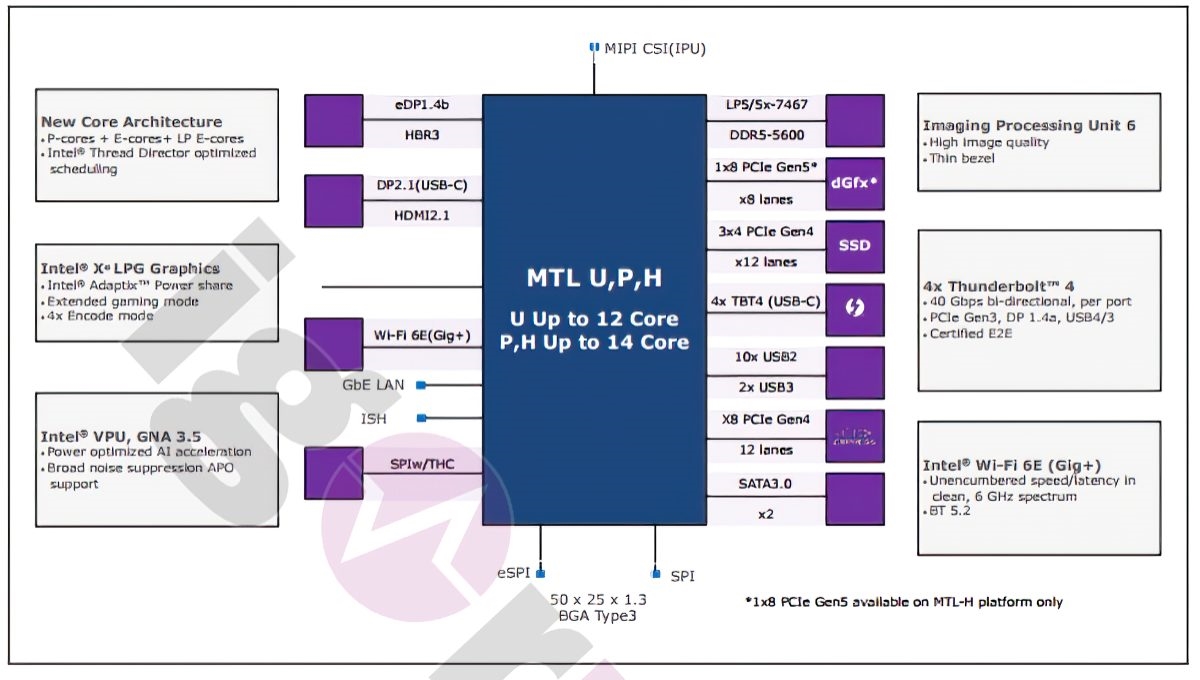 MIPI CSI(IPU)
New Core Architecture
• P-cores + E-cores+ LP E-cores
• Intel® Thread Director optimized
scheduling
Intel® Xᵉ LPG Graphics
• Intel® Adaptix™ Power share
• Extended gaming mode
• 4x Encode mode
Intel® VPU, GNA 3.5
• Power optimized AI acceleration
• Broad noise suppression APO
support
eDP1.4b
HBR3
DP2.1(USB-C)
HDMI2.1
Wi-Fi 6E(Gig+)
GbE LAN
ISH
SPIw/THC
MTL U,P,H
U Up to 12 Core
P,H Up to 14 Core
LP5/5x-7467
DDR5-5600
1x8 PCIe Gen5*
x8 lanes
dGfx*
3x4 PCIe Gen4
x12 lanes
SSD
4x TBT4 (USB-C)
10x USB2
2x USB3
X8 PCIe Gen4
12 lanes
SATA3.0
x2
Imaging Processing Unit 6
• High image quality
• Thin bezel
4x Thunderbolt™ 4
• 40 Gbps bi-directional, per port
• PCIe Gen3, DP 1.4a, USB4/3
• Certified E2E
Intel® Wi-Fi 6E (Gig+)
• Unencumbered speed/latency in
clean, 6 GHz spectrum
• BT 5.2
eSPI
SPI
50 x 25 x 1.3
BGA Type3
*1x8 PCIe Gen5 available on MTL-H platform only